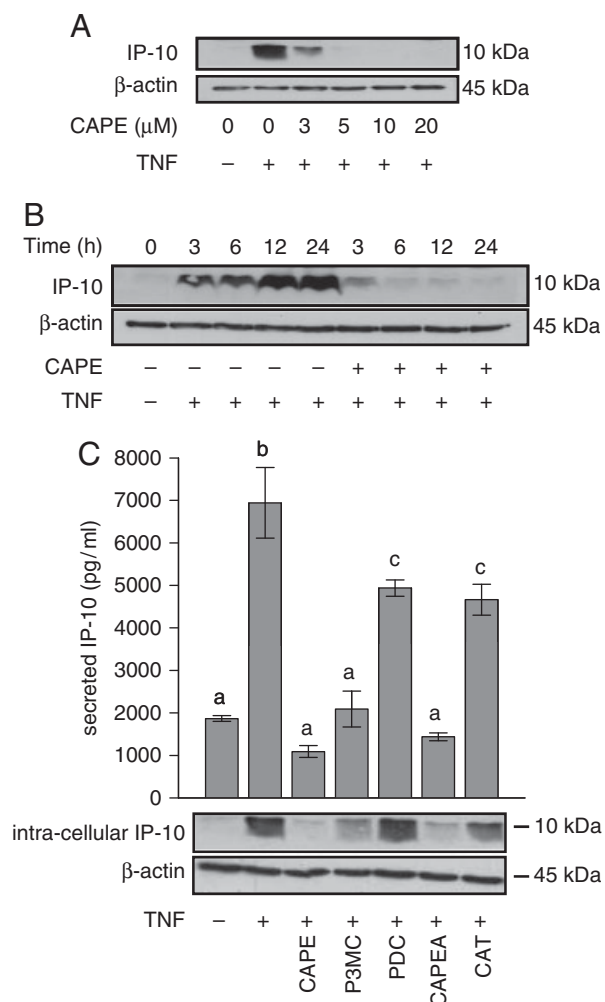 A
IP-10 10 kDa
β-actin 45 kDa
CAPE (μM) 0 0 3 5 10 20
TNF – + + + + +
B
Time (h) 0 3 6 12 24 3 6 12 24
IP-10 10 kDa
β-actin 45 kDa
CAPE – – – – – + + + +
TNF – + + + + + + + +
C
secreted IP-10 (pg/ml)
8000
7000
6000
5000
4000
3000
2000
1000
0
a b a a c a c
intra-cellular IP-10 – 10 kDa
β-actin – 45 kDa
TNF – + + + + + +
CAPE P3MC PDC CAPEA CAT